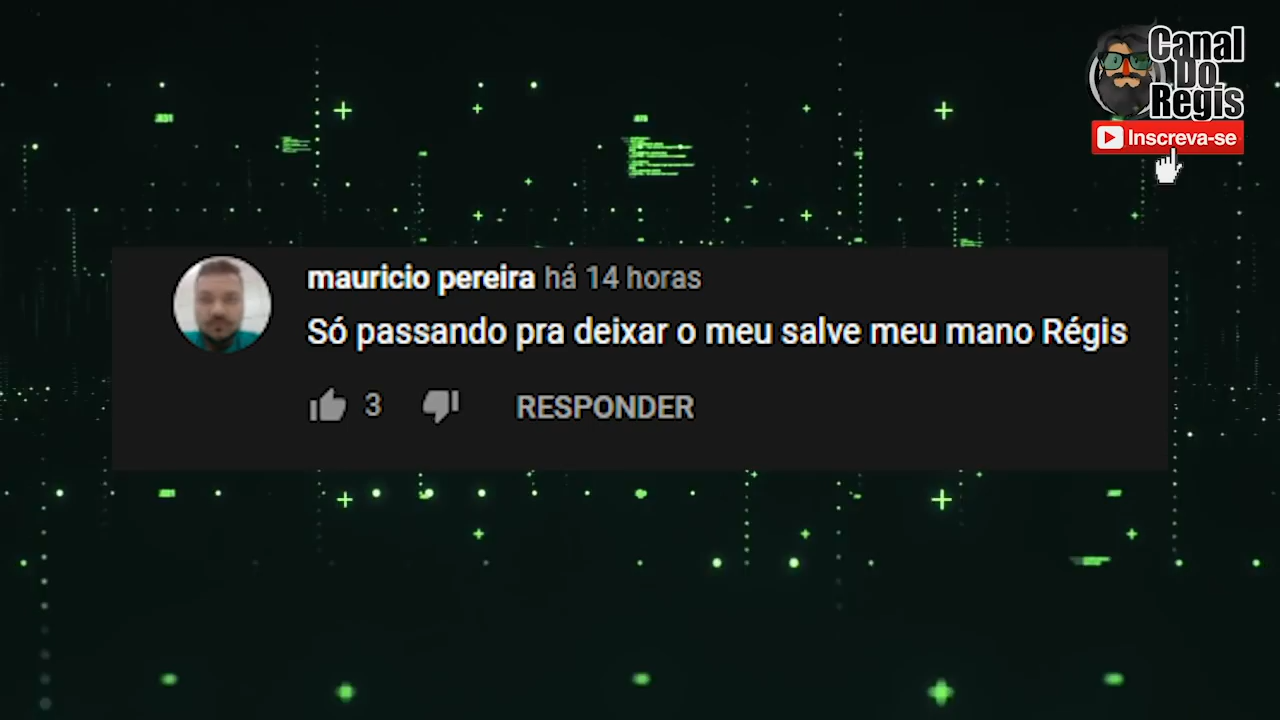 Canal
Do
Regis
Inscreva-se
mauricio pereira há 14 horas
Só passando pra deixar o meu salve meu mano Régis
3
RESPONDER